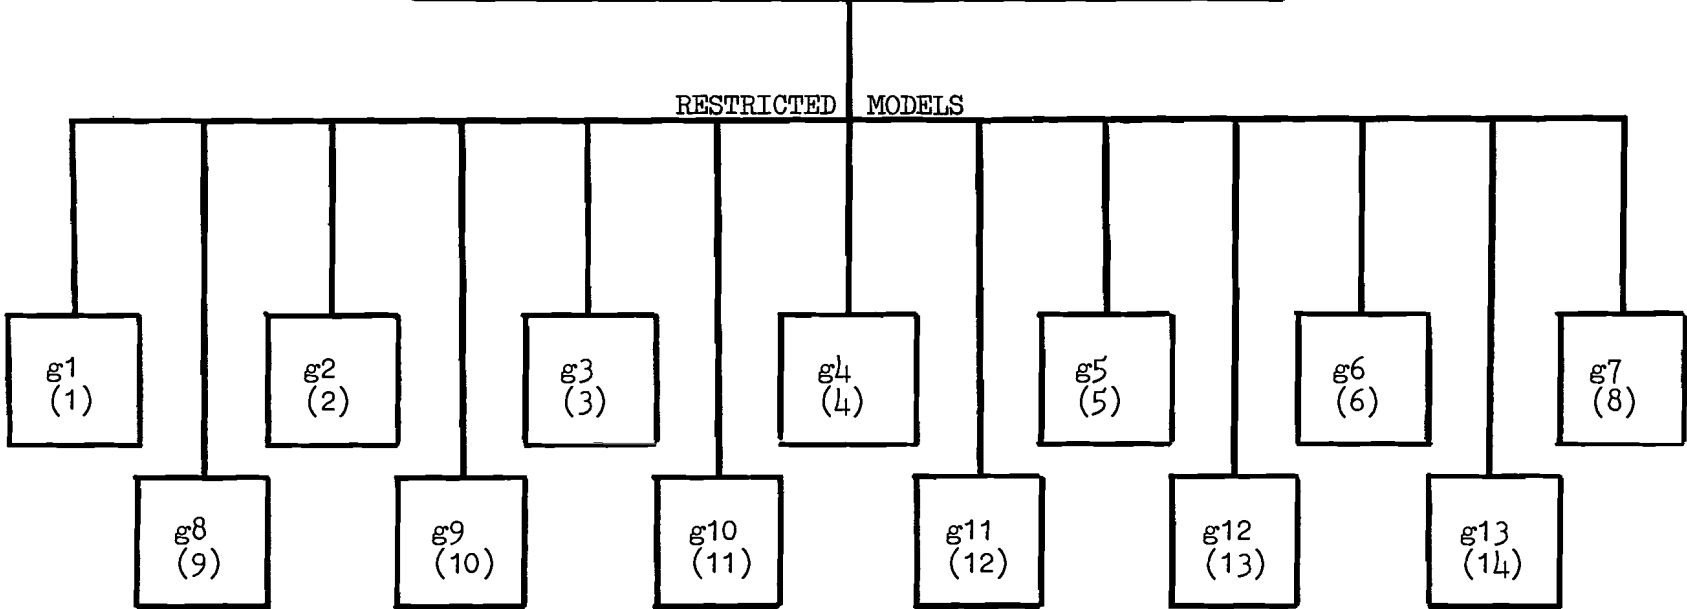 RESTRICTED MODELS
g1
(1)
g2
(2)
g3
(3)
g4
(4)
g5
(5)
g6
(6)
g7
(8)
g8
(9)
g9
(10)
g10
(11)
g11
(12)
g12
(13)
g13
(14)